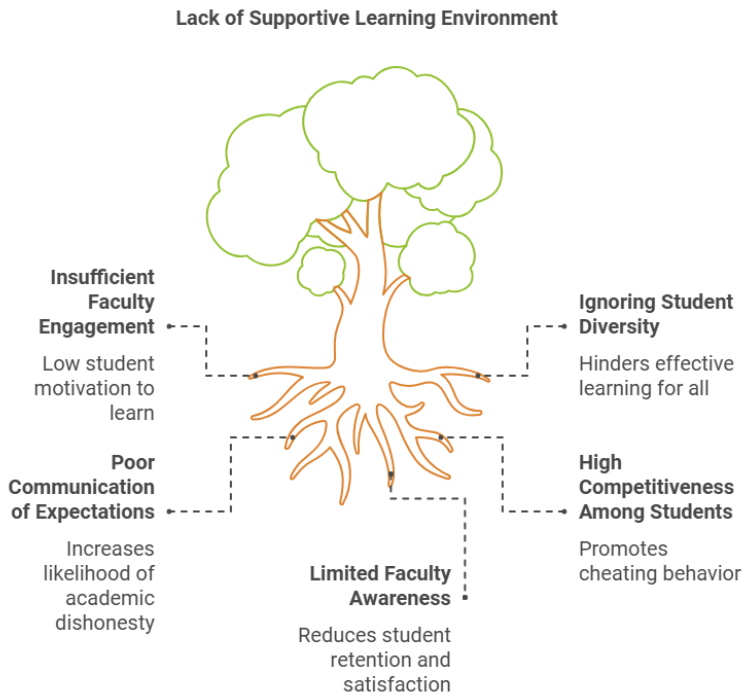 Lack of Supportive Learning Environment
Insufficient
Faculty
Engagement
Low student
motivation to
learn
Ignoring Student
Diversity
Hinders effective
learning for all
Poor
Communication
of Expectations
Increases
likelihood of
academic
dishonesty
High
Competitiveness
Among Students
Promotes
cheating behavior
Limited Faculty
Awareness
Reduces student
retention and
satisfaction